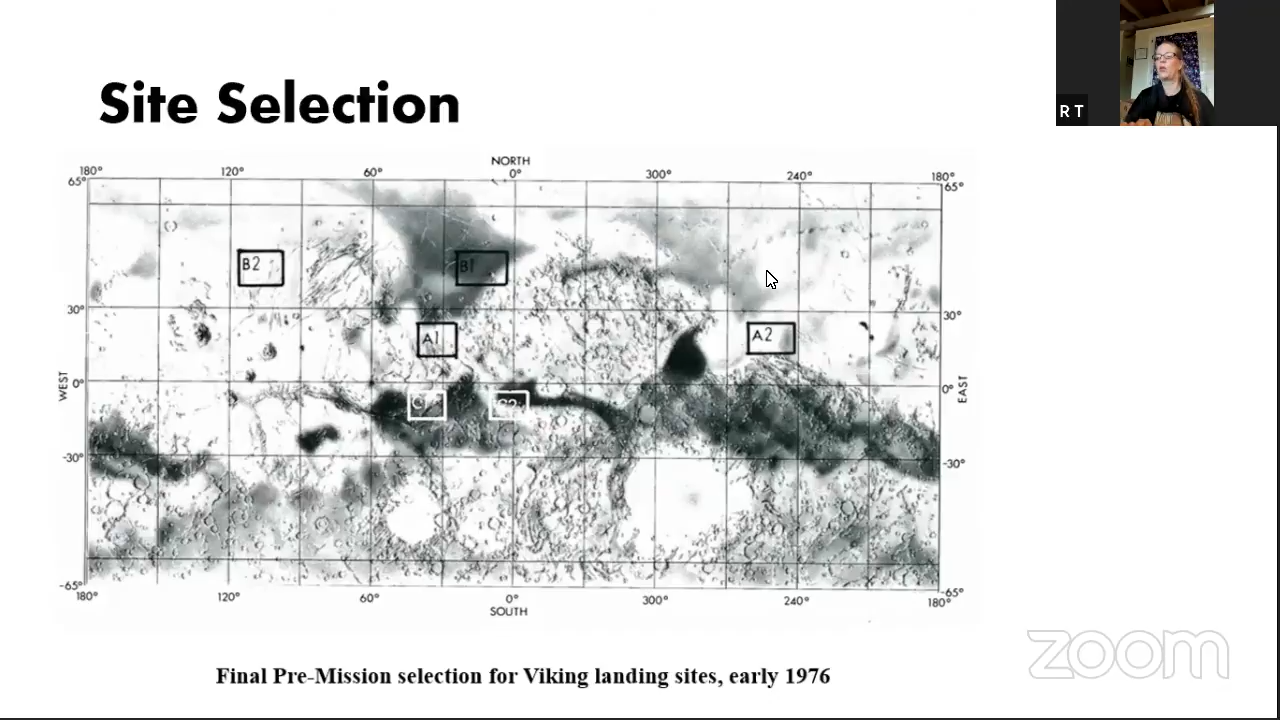 Site Selection
R T
NORTH
180° 120° 60° 0° 300° 240° 180°
65° 65°
B2 B1
30° 30°
A1 A2
WEST 0° 0° EAST
C1 C2
-30° -30°
-65° -65°
180° 120° 60° 0° 300° 240° 180°
SOUTH
zoom
Final Pre-Mission selection for Viking landing sites, early 1976